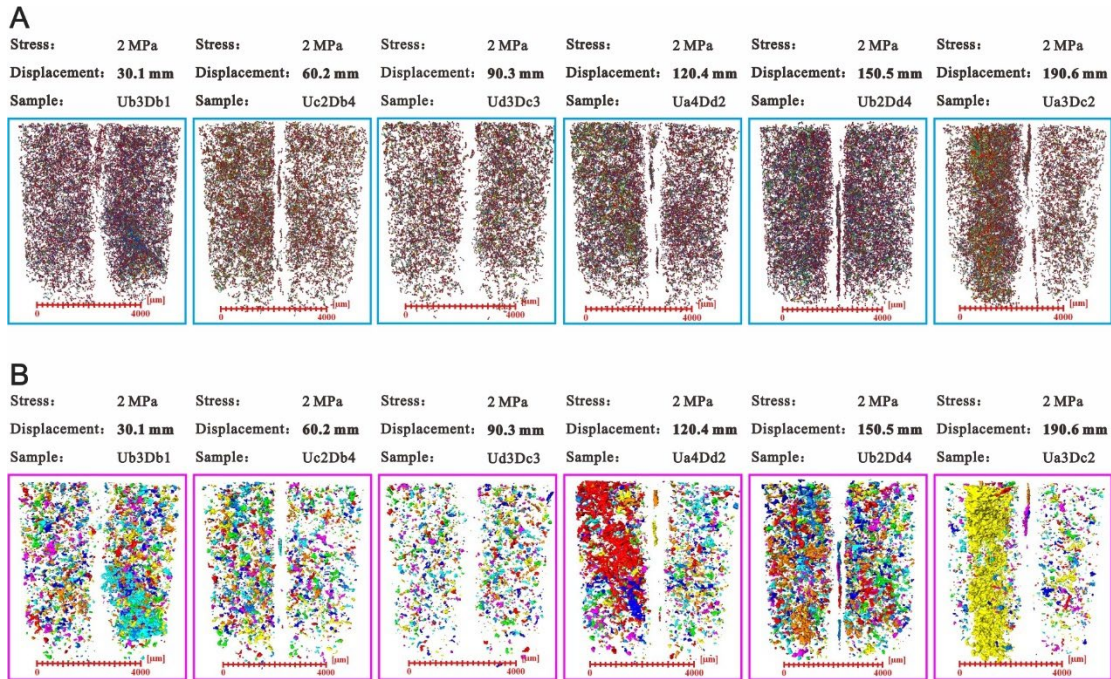 A
Stress: 2 MPa Stress: 2 MPa Stress: 2 MPa Stress: 2 MPa Stress: 2 MPa Stress: 2 MPa
Displacement: 30.1 mm Displacement: 60.2 mm Displacement: 90.3 mm Displacement: 120.4 mm Displacement: 150.5 mm Displacement: 190.6 mm
Sample: Ub3Db1 Sample: Uc2Db4 Sample: Ud3Dc3 Sample: Ua4Dd2 Sample: Ub2Dd4 Sample: Ua3Dc2
[μm] [μm] [μm] [μm] [μm] [μm]
0 4000 0 4000 0 4000 0 4000 0 4000 0 4000
B
Stress: 2 MPa Stress: 2 MPa Stress: 2 MPa Stress: 2 MPa Stress: 2 MPa Stress: 2 MPa
Displacement: 30.1 mm Displacement: 60.2 mm Displacement: 90.3 mm Displacement: 120.4 mm Displacement: 150.5 mm Displacement: 190.6 mm
Sample: Ub3Db1 Sample: Uc2Db4 Sample: Ud3Dc3 Sample: Ua4Dd2 Sample: Ub2Dd4 Sample: Ua3Dc2
[μm] [μm] [μm] [μm] [μm] [μm]
0 4000 0 4000 0 4000 0 4000 0 4000 0 4000